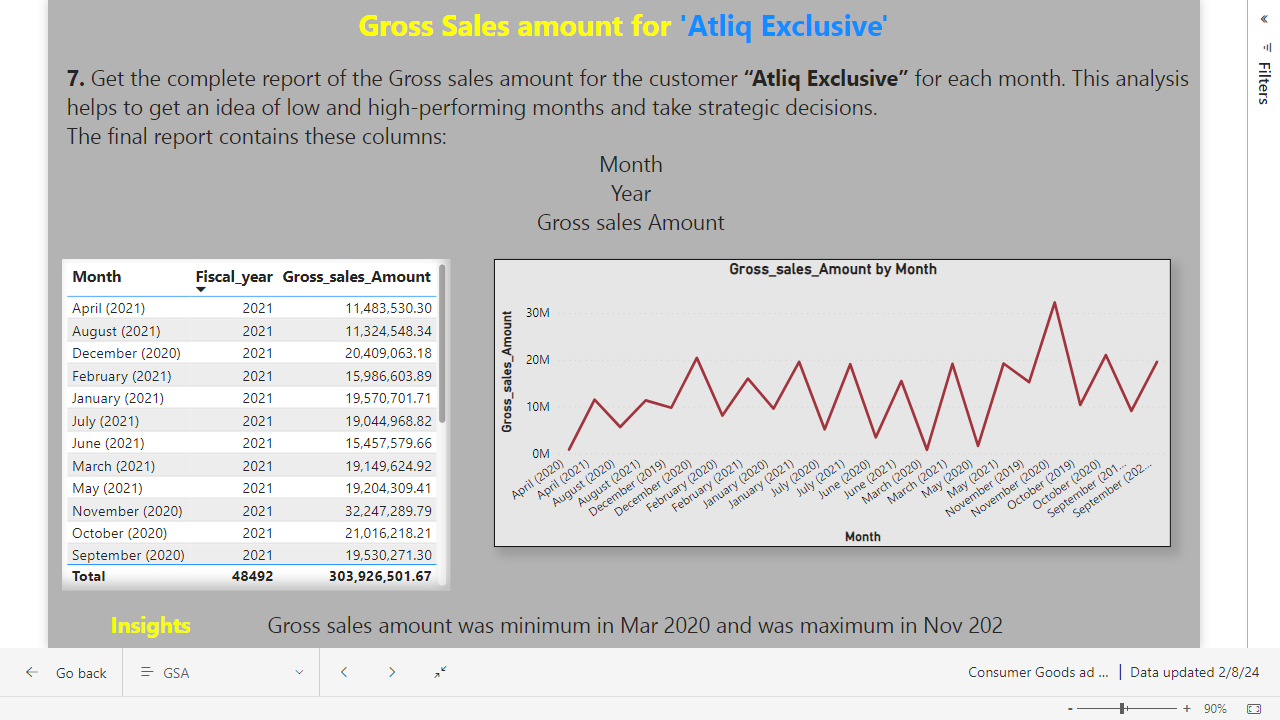 Gross Sales amount for 'Atliq Exclusive'
7. Get the complete report of the Gross sales amount for the customer “Atliq Exclusive” for each month. This analysis
helps to get an idea of low and high-performing months and take strategic decisions.
The final report contains these columns:
Month
Year
Gross sales Amount
Month Fiscal_year Gross_sales_Amount
April (2021) 2021 11,483,530.30
August (2021) 2021 11,324,548.34
December (2020) 2021 20,409,063.18
February (2021) 2021 15,986,603.89
January (2021) 2021 19,570,701.71
July (2021) 2021 19,044,968.82
June (2021) 2021 15,457,579.66
March (2021) 2021 19,149,624.92
May (2021) 2021 19,204,309.41
November (2020) 2021 32,247,289.79
October (2020) 2021 21,016,218.21
September (2020) 2021 19,530,271.30
Total 48492 303,926,501.67
Gross_sales_Amount by Month
Gross_sales_Amount
30M
20M
10M
0M
April (2020)
April (2021)
August (2020)
August (2021)
December (2019)
December (2020)
February (2020)
February (2021)
January (2020)
January (2021)
July (2020)
July (2021)
June (2020)
June (2021)
March (2020)
March (2021)
May (2020)
May (2021)
November (2019)
November (2020)
October (2019)
October (2020)
September (201...
September (202...
Month
Insights Gross sales amount was minimum in Mar 2020 and was maximum in Nov 202
Filters
Go back GSA Consumer Goods ad ... | Data updated 2/8/24
- + 90%